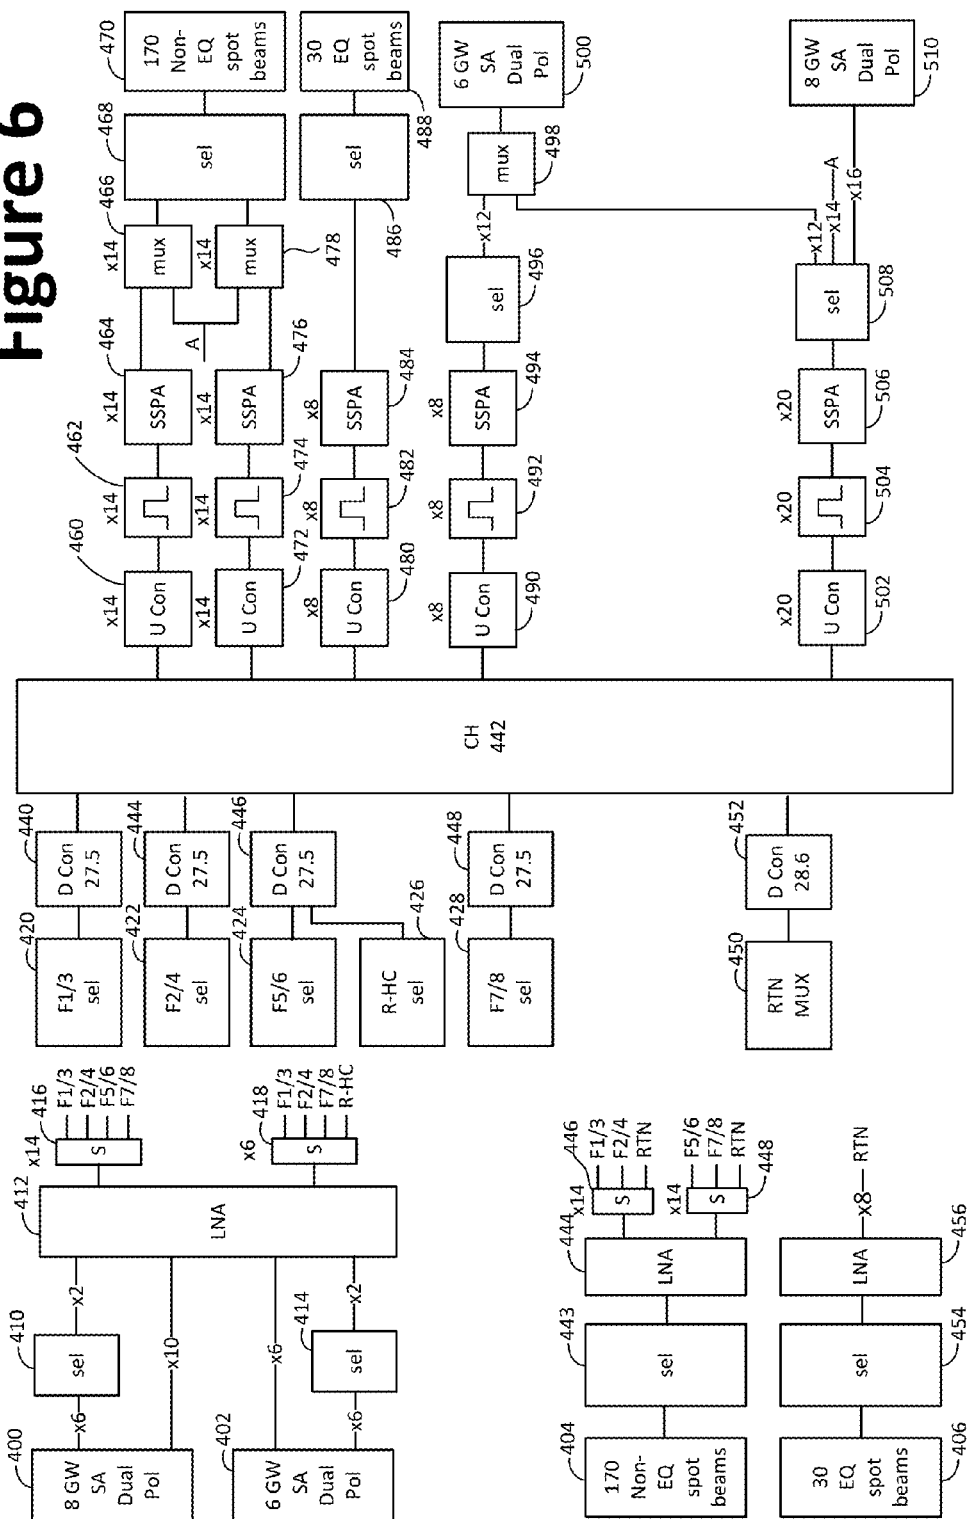 Figure 6
470
170
Non-
EQ
spot
beams
30
EQ
spot
beams
488
6 GW
SA
Dual
Pol
500
8 GW
SA
Dual
Pol
510
468
sel
sel
486
mux
498
466
x14
mux
x14
mux
478
A
x12
sel
496
x12
x14
A
x16
sel
508
464
x14
SSPA
x14
SSPA
476
x8
SSPA
484
x8
SSPA
494
x20
SSPA
506
462
x14
x14
474
x8
482
x8
492
x20
504
460
x14
U Con
x14
U Con
472
x8
U Con
480
x8
U Con
490
x20
U Con
502
CH
442
440
D Con
27.5
444
D Con
27.5
446
D Con
27.5
448
D Con
27.5
452
D Con
28.6
420
F1/3
sel
422
F2/4
sel
424
F5/6
sel
426
R-HC
sel
428
F7/8
sel
450
RTN
MUX
416
x14
S
F1/3
F2/4
F5/6
F7/8
418
x6
S
F1/3
F2/4
F7/8
R-HC
446
x14
S
F1/3
F2/4
RTN
x14
S
F5/6
F7/8
RTN
448
x8
RTN
412
LNA
444
LNA
LNA
456
410
x2
sel
x6
x10
x6
414
x2
sel
x6
443
sel
sel
454
400
8 GW
SA
Dual
Pol
402
6 GW
SA
Dual
Pol
404
170
Non-
EQ
spot
beams
30
EQ
spot
beams
406